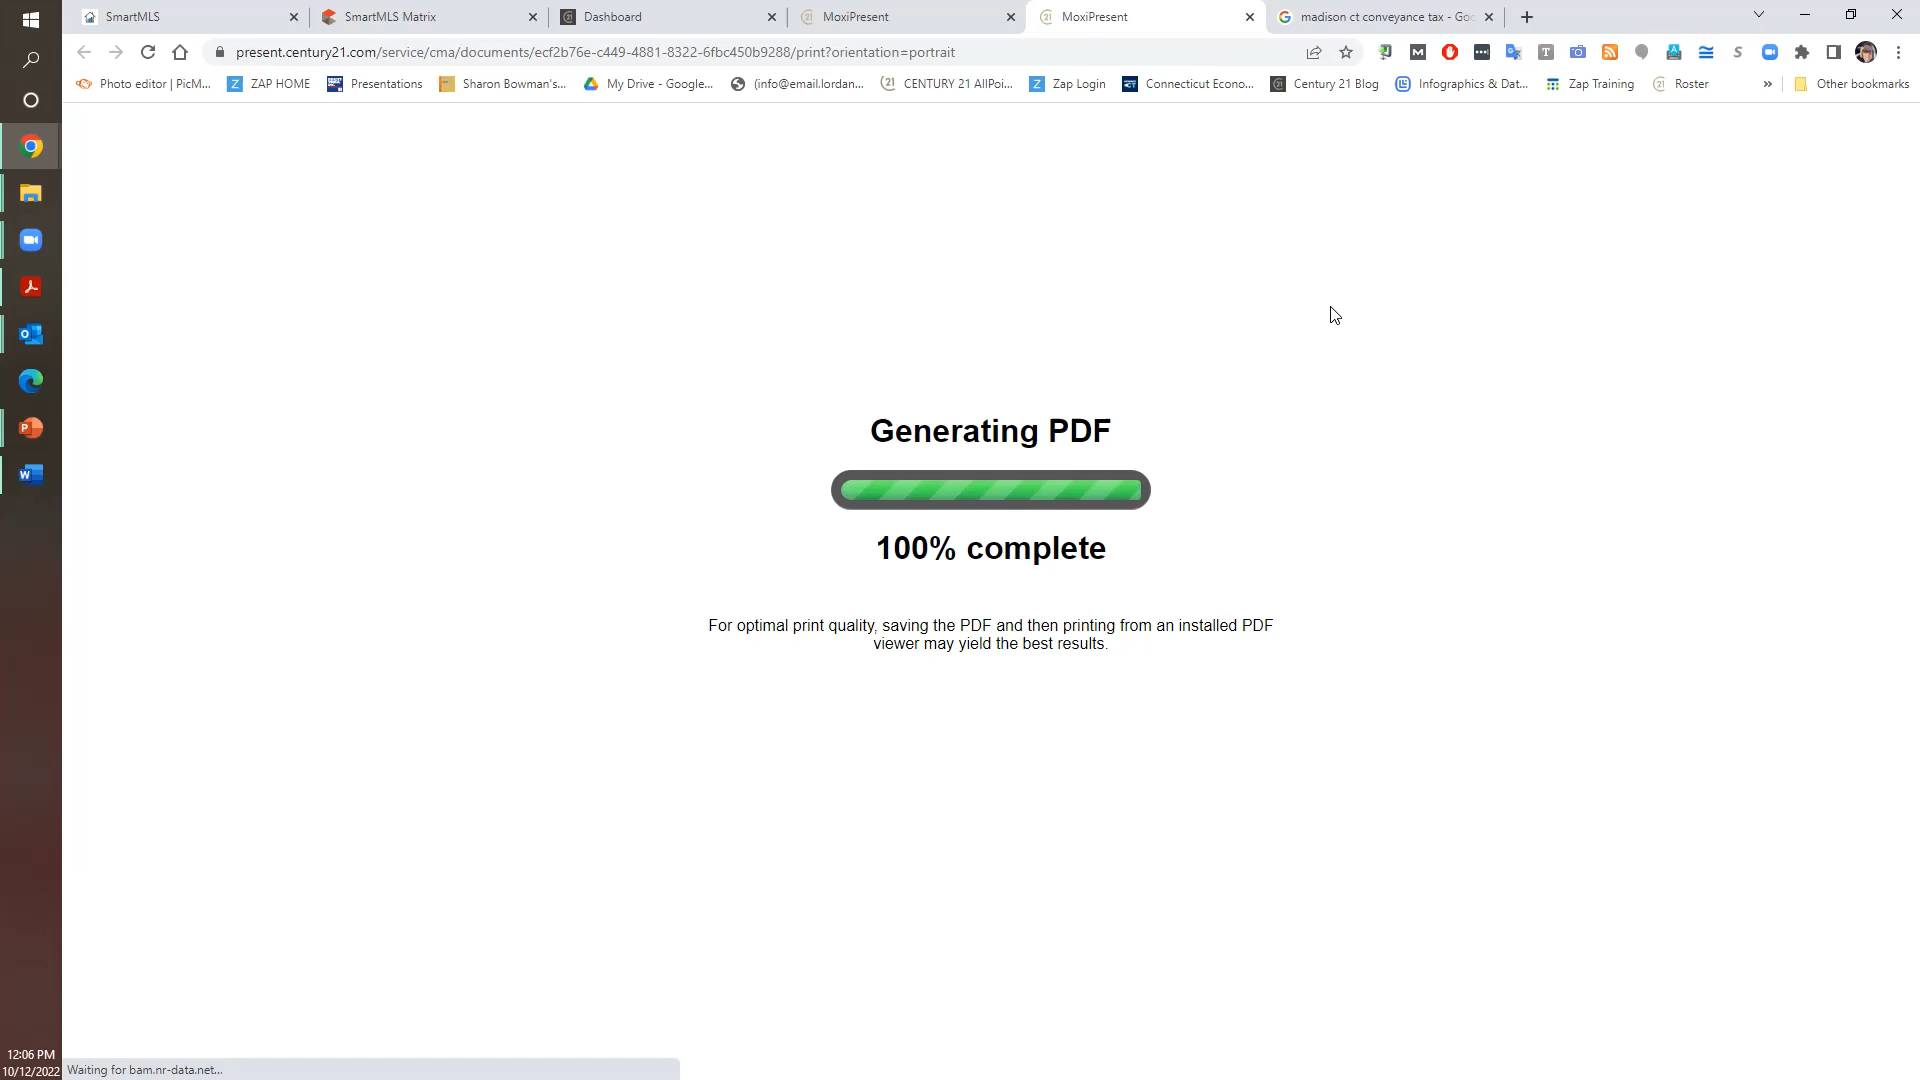 SmartMLS
SmartMLS Matrix
Dashboard
MoxiPresent
MoxiPresent
madison ct conveyance tax - Goo
present.century21.com/service/cma/documents/ecf2b76e-c449-4881-8322-6fbc450b9288/print?orientation=portrait
Photo editor | PicM...
ZAP HOME
Presentations
Sharon Bowman's...
My Drive - Google...
(info@email.lordan...
CENTURY 21 AllPoi...
Zap Login
Connecticut Econo...
Century 21 Blog
Infographics & Dat...
Zap Training
Roster
»
Other bookmarks
Generating PDF
100% complete
For optimal print quality, saving the PDF and then printing from an installed PDF
viewer may yield the best results.
12:06 PM
10/12/2022
Waiting for bam.nr-data.net...